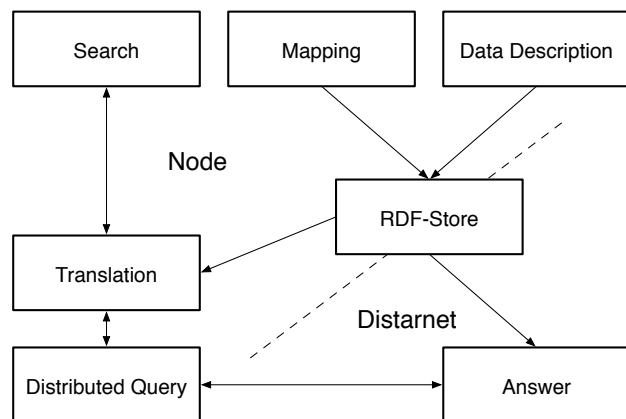 Search
Mapping
Data Description
Node
RDF-Store
Translation
Distarnet
Distributed Query
Answer